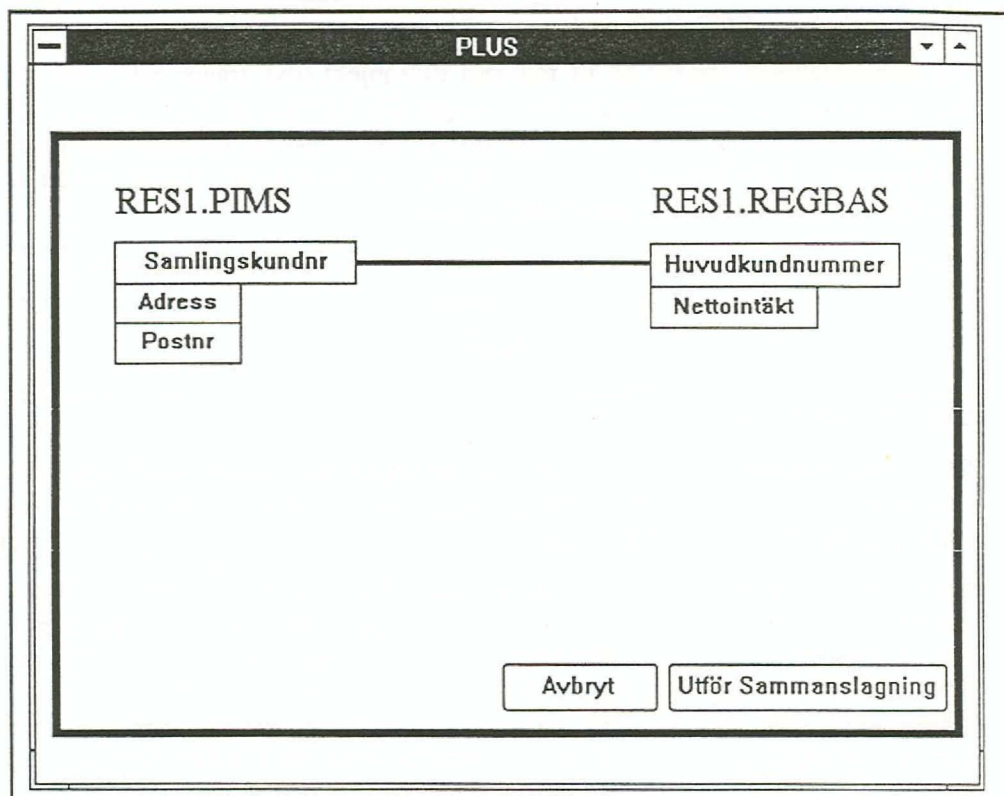 PLUS
RES1.PIMS RES1.REGBAS
Samlingskundnr Huvudkundnummer
Adress Nettointäkt
Postnr
Avbryt Utför Sammanslagning